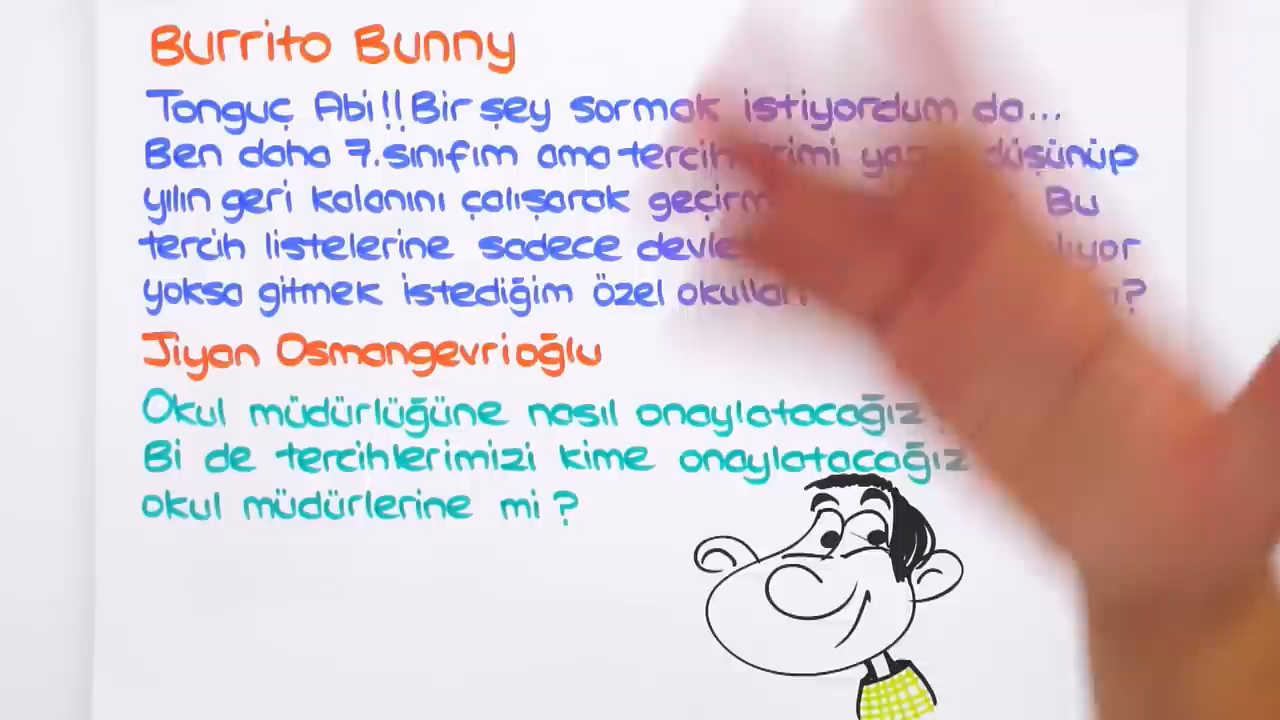 Burrito Bunny
Tonguç Abi!! Bir şey sormak istiyordum da...
Ben daha 7.sınıfım ama düşünüp
yılın geri kalanını çalışarak Bu
tercih listelerine sadece
yoksa gitmek istediğim özel okulları
Jiyan Osmangevrioğlu
Okul müdürlüğüne nasıl onaylatacağız
Bi de tercihlerimizi kime onaylatacağız
okul müdürlerine mi ?